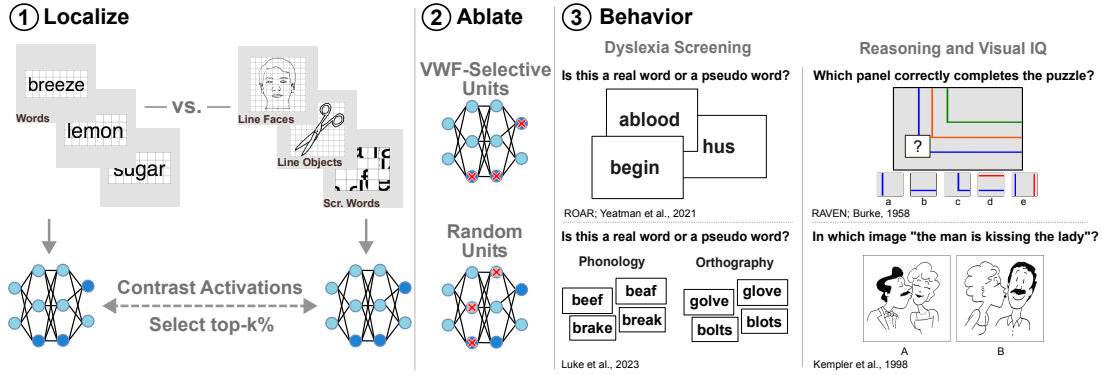 1 Localize
breeze
Words
lemon
sugar
vs.
Line Faces
Line Objects
Scr. Words
Contrast Activations
Select top-k%
2 Ablate
VWF-Selective
Units
Random
Units
3 Behavior
Dyslexia Screening
Is this a real word or a pseudo word?
ablood
hus
begin
ROAR; Yeatman et al., 2021
Is this a real word or a pseudo word?
Phonology
Orthography
beef
beaf
brake
break
golve
glove
bolts
blots
Luke et al., 2023
Reasoning and Visual IQ
Which panel correctly completes the puzzle?
?
a b c d e
RAVEN; Burke, 1958
In which image "the man is kissing the lady"?
A B
Kempler et al., 1998